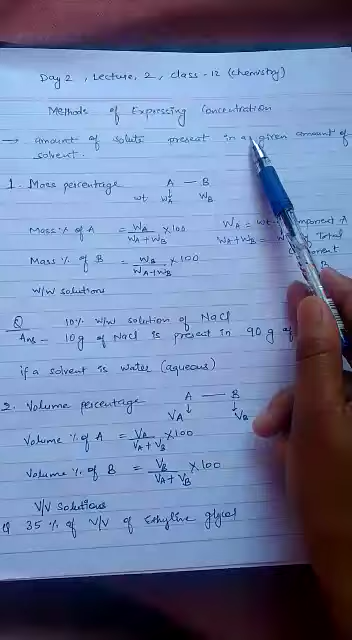 Day 2 , Lecture, 2, class-12 (chemistry)
Methods of Expressing Concentration
→ Amount of solute present in a given amount of
solvent.
1. Mass percentage A — B
wt WA WB
Mass % of A = WA/WA+WB ×100 WA = wt
WA+WB = Total
Mass % of B = WB/WA+WB ×100
B
W/W solutions
Q 10% W/W solution of NaCl
Ans - 10g of NaCl is present in 90 g of
if a solvent is water (aqueous)
2. Volume percentage A — B
VA VB
Volume % of A = VA/VA+VB ×100
Volume % of B = VB/VA+VB ×100
V/V solutions
Q 35 % of V/V of Ethyline glycol